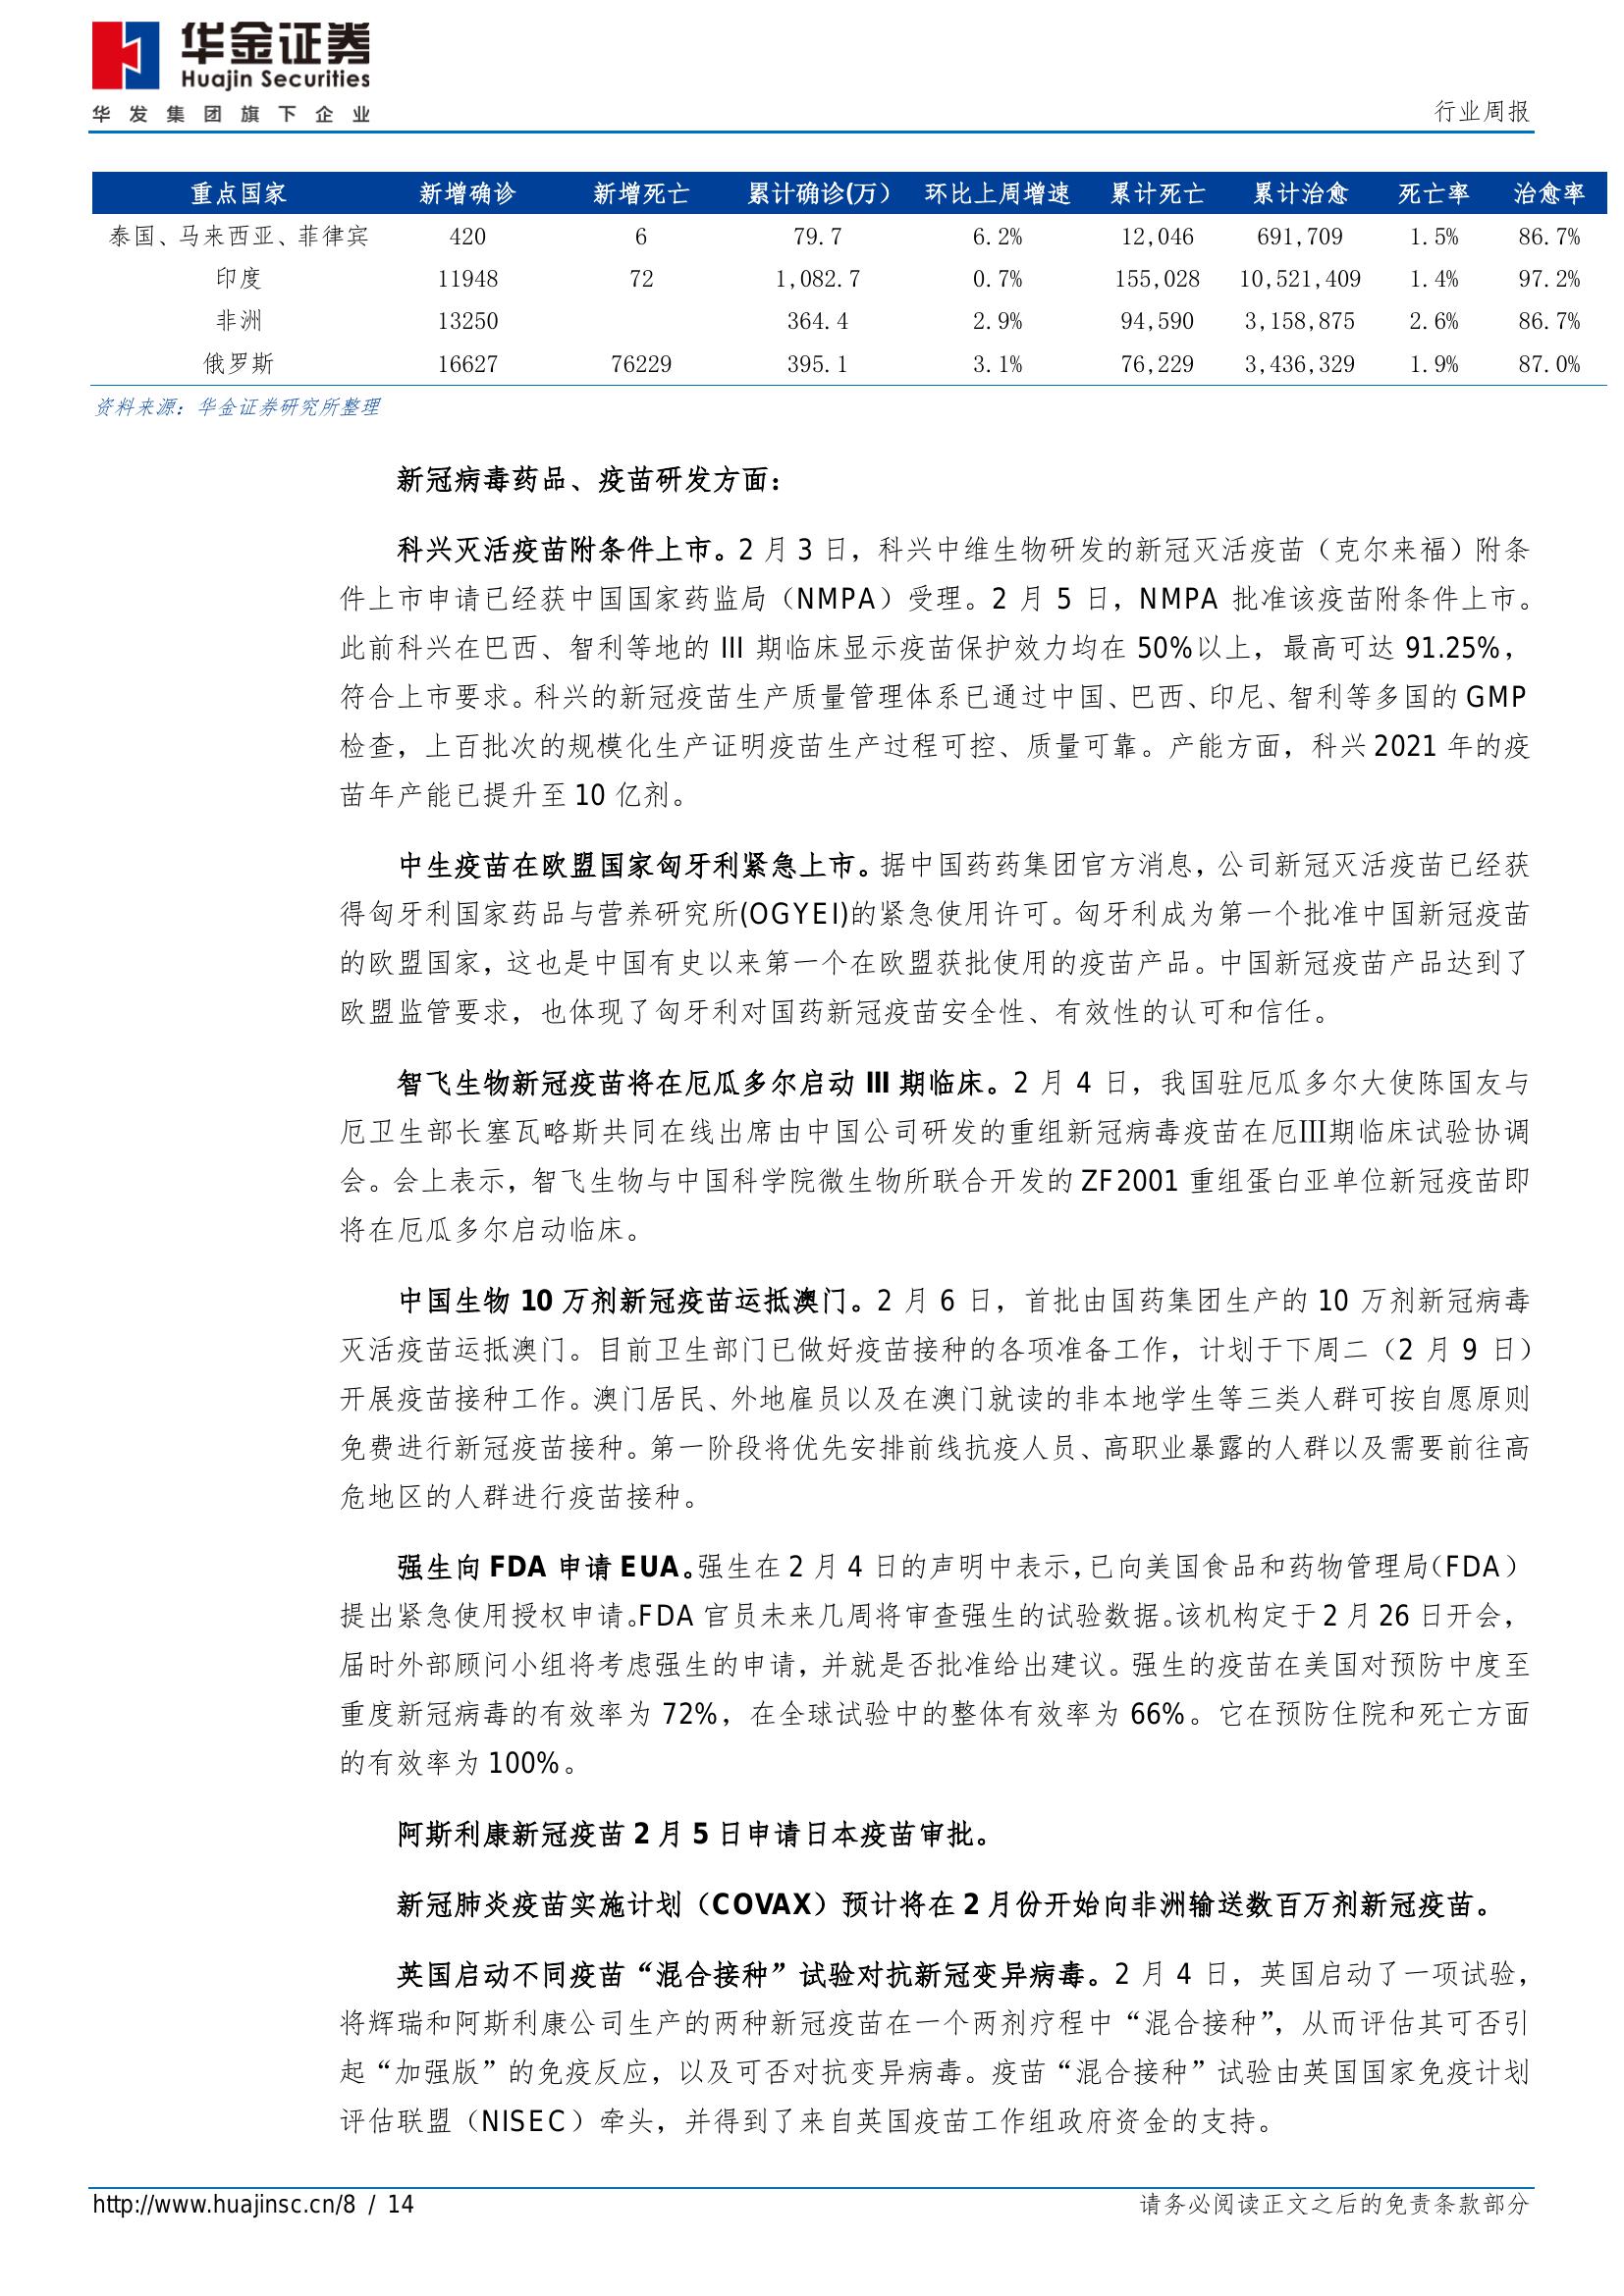 华金证券
Huajin Securities
华发集团旗下企业
行业周报
重点国家 新增确诊 新增死亡 累计确诊(万) 环比上周增速 累计死亡 累计治愈 死亡率 治愈率
泰国、马来西亚、菲律宾 420 6 79.7 6.2% 12,046 691,709 1.5% 86.7%
印度 11948 72 1,082.7 0.7% 155,028 10,521,409 1.4% 97.2%
非洲 13250 364.4 2.9% 94,590 3,158,875 2.6% 86.7%
俄罗斯 16627 76229 395.1 3.1% 76,229 3,436,329 1.9% 87.0%
资料来源：华金证券研究所整理
新冠病毒药品、疫苗研发方面：
科兴灭活疫苗附条件上市。2 月 3 日，科兴中维生物研发的新冠灭活疫苗（克尔来福）附条
件上市申请已经获中国国家药监局（NMPA）受理。2 月 5 日，NMPA 批准该疫苗附条件上市。
此前科兴在巴西、智利等地的 III 期临床显示疫苗保护效力均在 50%以上，最高可达 91.25%，
符合上市要求。科兴的新冠疫苗生产质量管理体系已通过中国、巴西、印尼、智利等多国的 GMP
检查，上百批次的规模化生产证明疫苗生产过程可控、质量可靠。产能方面，科兴 2021 年的疫
苗年产能已提升至 10 亿剂。
中生疫苗在欧盟国家匈牙利紧急上市。据中国药药集团官方消息，公司新冠灭活疫苗已经获
得匈牙利国家药品与营养研究所(OGYEI)的紧急使用许可。匈牙利成为第一个批准中国新冠疫苗
的欧盟国家，这也是中国有史以来第一个在欧盟获批使用的疫苗产品。中国新冠疫苗产品达到了
欧盟监管要求，也体现了匈牙利对国药新冠疫苗安全性、有效性的认可和信任。
智飞生物新冠疫苗将在厄瓜多尔启动 III 期临床。2 月 4 日，我国驻厄瓜多尔大使陈国友与
厄卫生部长塞瓦略斯共同在线出席由中国公司研发的重组新冠病毒疫苗在厄Ⅲ期临床试验协调
会。会上表示，智飞生物与中国科学院微生物所联合开发的 ZF2001 重组蛋白亚单位新冠疫苗即
将在厄瓜多尔启动临床。
中国生物 10 万剂新冠疫苗运抵澳门。2 月 6 日，首批由国药集团生产的 10 万剂新冠病毒
灭活疫苗运抵澳门。目前卫生部门已做好疫苗接种的各项准备工作，计划于下周二（2 月 9 日）
开展疫苗接种工作。澳门居民、外地雇员以及在澳门就读的非本地学生等三类人群可按自愿原则
免费进行新冠疫苗接种。第一阶段将优先安排前线抗疫人员、高职业暴露的人群以及需要前往高
危地区的人群进行疫苗接种。
强生向 FDA 申请 EUA。强生在 2 月 4 日的声明中表示，已向美国食品和药物管理局（FDA）
提出紧急使用授权申请。FDA 官员未来几周将审查强生的试验数据。该机构定于 2 月 26 日开会，
届时外部顾问小组将考虑强生的申请，并就是否批准给出建议。强生的疫苗在美国对预防中度至
重度新冠病毒的有效率为 72%，在全球试验中的整体有效率为 66%。它在预防住院和死亡方面
的有效率为 100%。
阿斯利康新冠疫苗 2 月 5 日申请日本疫苗审批。
新冠肺炎疫苗实施计划（COVAX）预计将在 2 月份开始向非洲输送数百万剂新冠疫苗。
英国启动不同疫苗“混合接种”试验对抗新冠变异病毒。2 月 4 日，英国启动了一项试验，
将辉瑞和阿斯利康公司生产的两种新冠疫苗在一个两剂疗程中“混合接种”，从而评估其可否引
起“加强版”的免疫反应，以及可否对抗变异病毒。疫苗“混合接种”试验由英国国家免疫计划
评估联盟（NISEC）牵头，并得到了来自英国疫苗工作组政府资金的支持。
http://www.huajinsc.cn/8 / 14
请务必阅读正文之后的免责条款部分